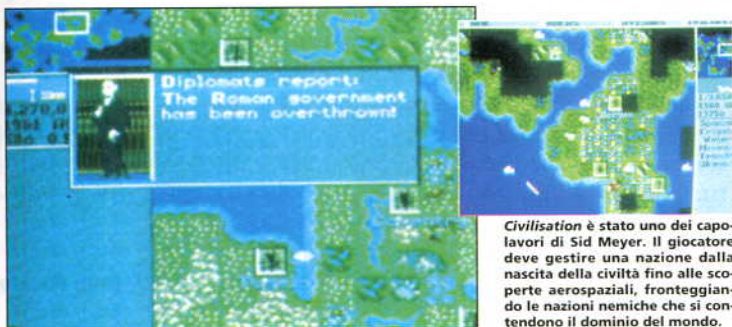 Diplomats report:
The Roman government
has been overthrown!
Civilisation è stato uno dei capo-
lavori di Sid Meyer. Il giocatore
deve gestire una nazione dalla
nascita della civiltà fino alle sco-
perte aerospaziali, fronteggian-
do le nazioni nemiche che si con-
tendono il dominio del mondo.